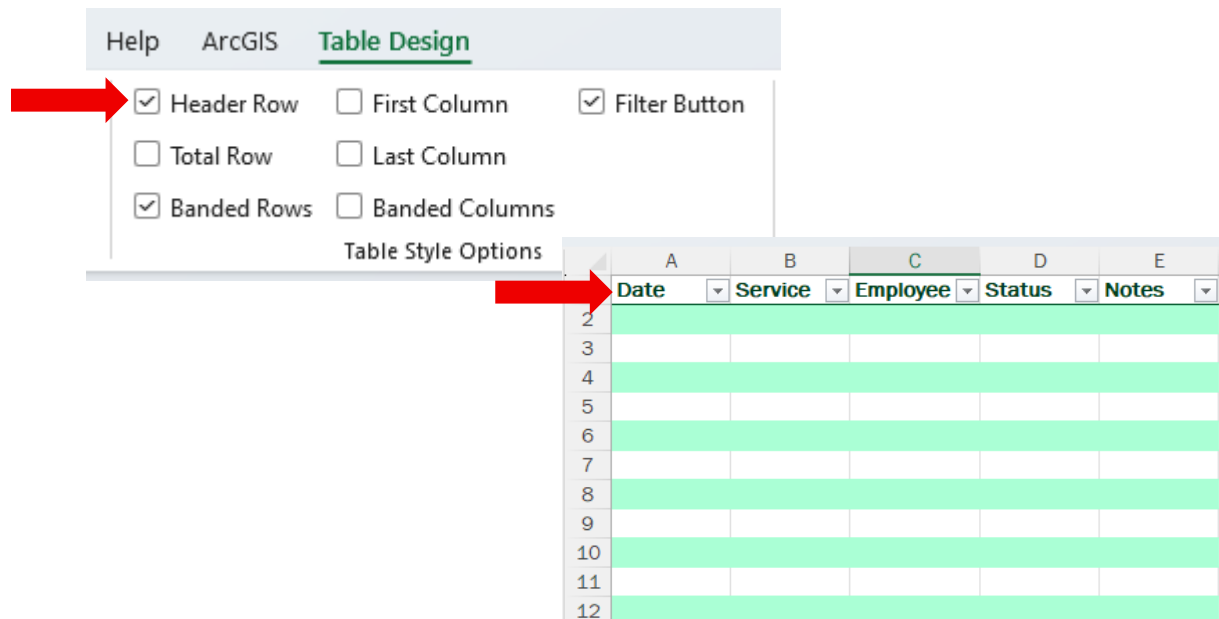 Help ArcGIS Table Design
Header Row First Column Filter Button
Total Row Last Column
Banded Rows Banded Columns
Table Style Options
A B C D E
Date Service Employee Status Notes
2
3
4
5
6
7
8
9
10
11
12